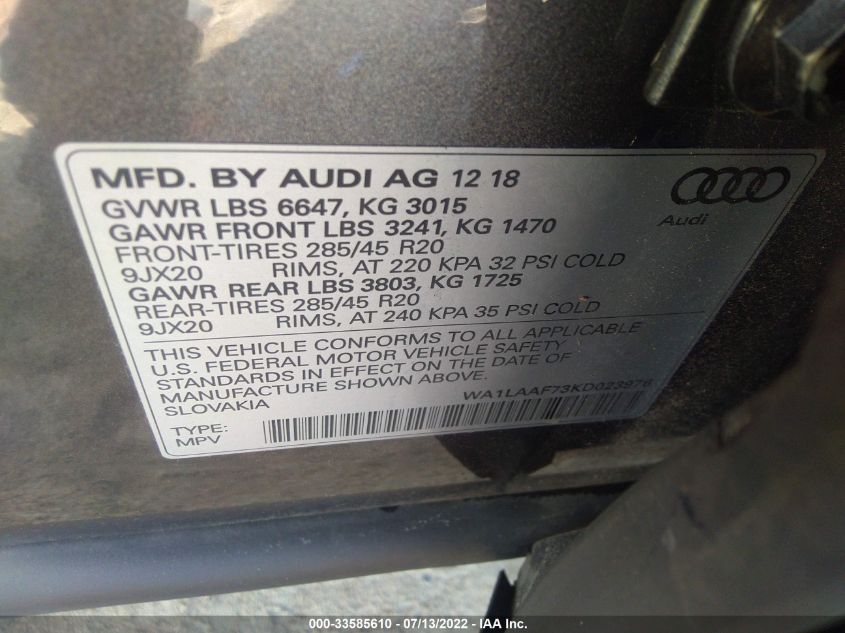 MFD. BY AUDI AG 12 18
GVWR LBS 6647, KG 3015
GAWR FRONT LBS 3241, KG 1470
FRONT-TIRES 285/45 R20
9JX20 RIMS, AT 220 KPA 32 PSI COLD
GAWR REAR LBS 3803, KG 1725
REAR-TIRES 285/45 R20
9JX20 RIMS, AT 240 KPA 35 PSI COLD
THIS VEHICLE CONFORMS TO ALL APPLICABLE
U.S. FEDERAL MOTOR VEHICLE SAFETY
STANDARDS IN EFFECT ON THE DATE OF
MANUFACTURE SHOWN ABOVE
SLOVAKIA
WA1LAAF73KD023976
TYPE:
MPV
Audi
000-33585610 - 07/13/2022 - IAA Inc.